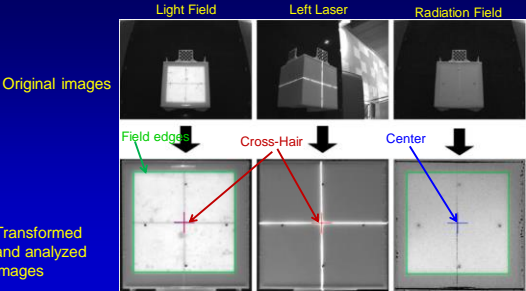 Light Field
Left Laser
Radiation Field
Original images
Field edges
Cross-Hair
Center
Transformed
and analyzed
images